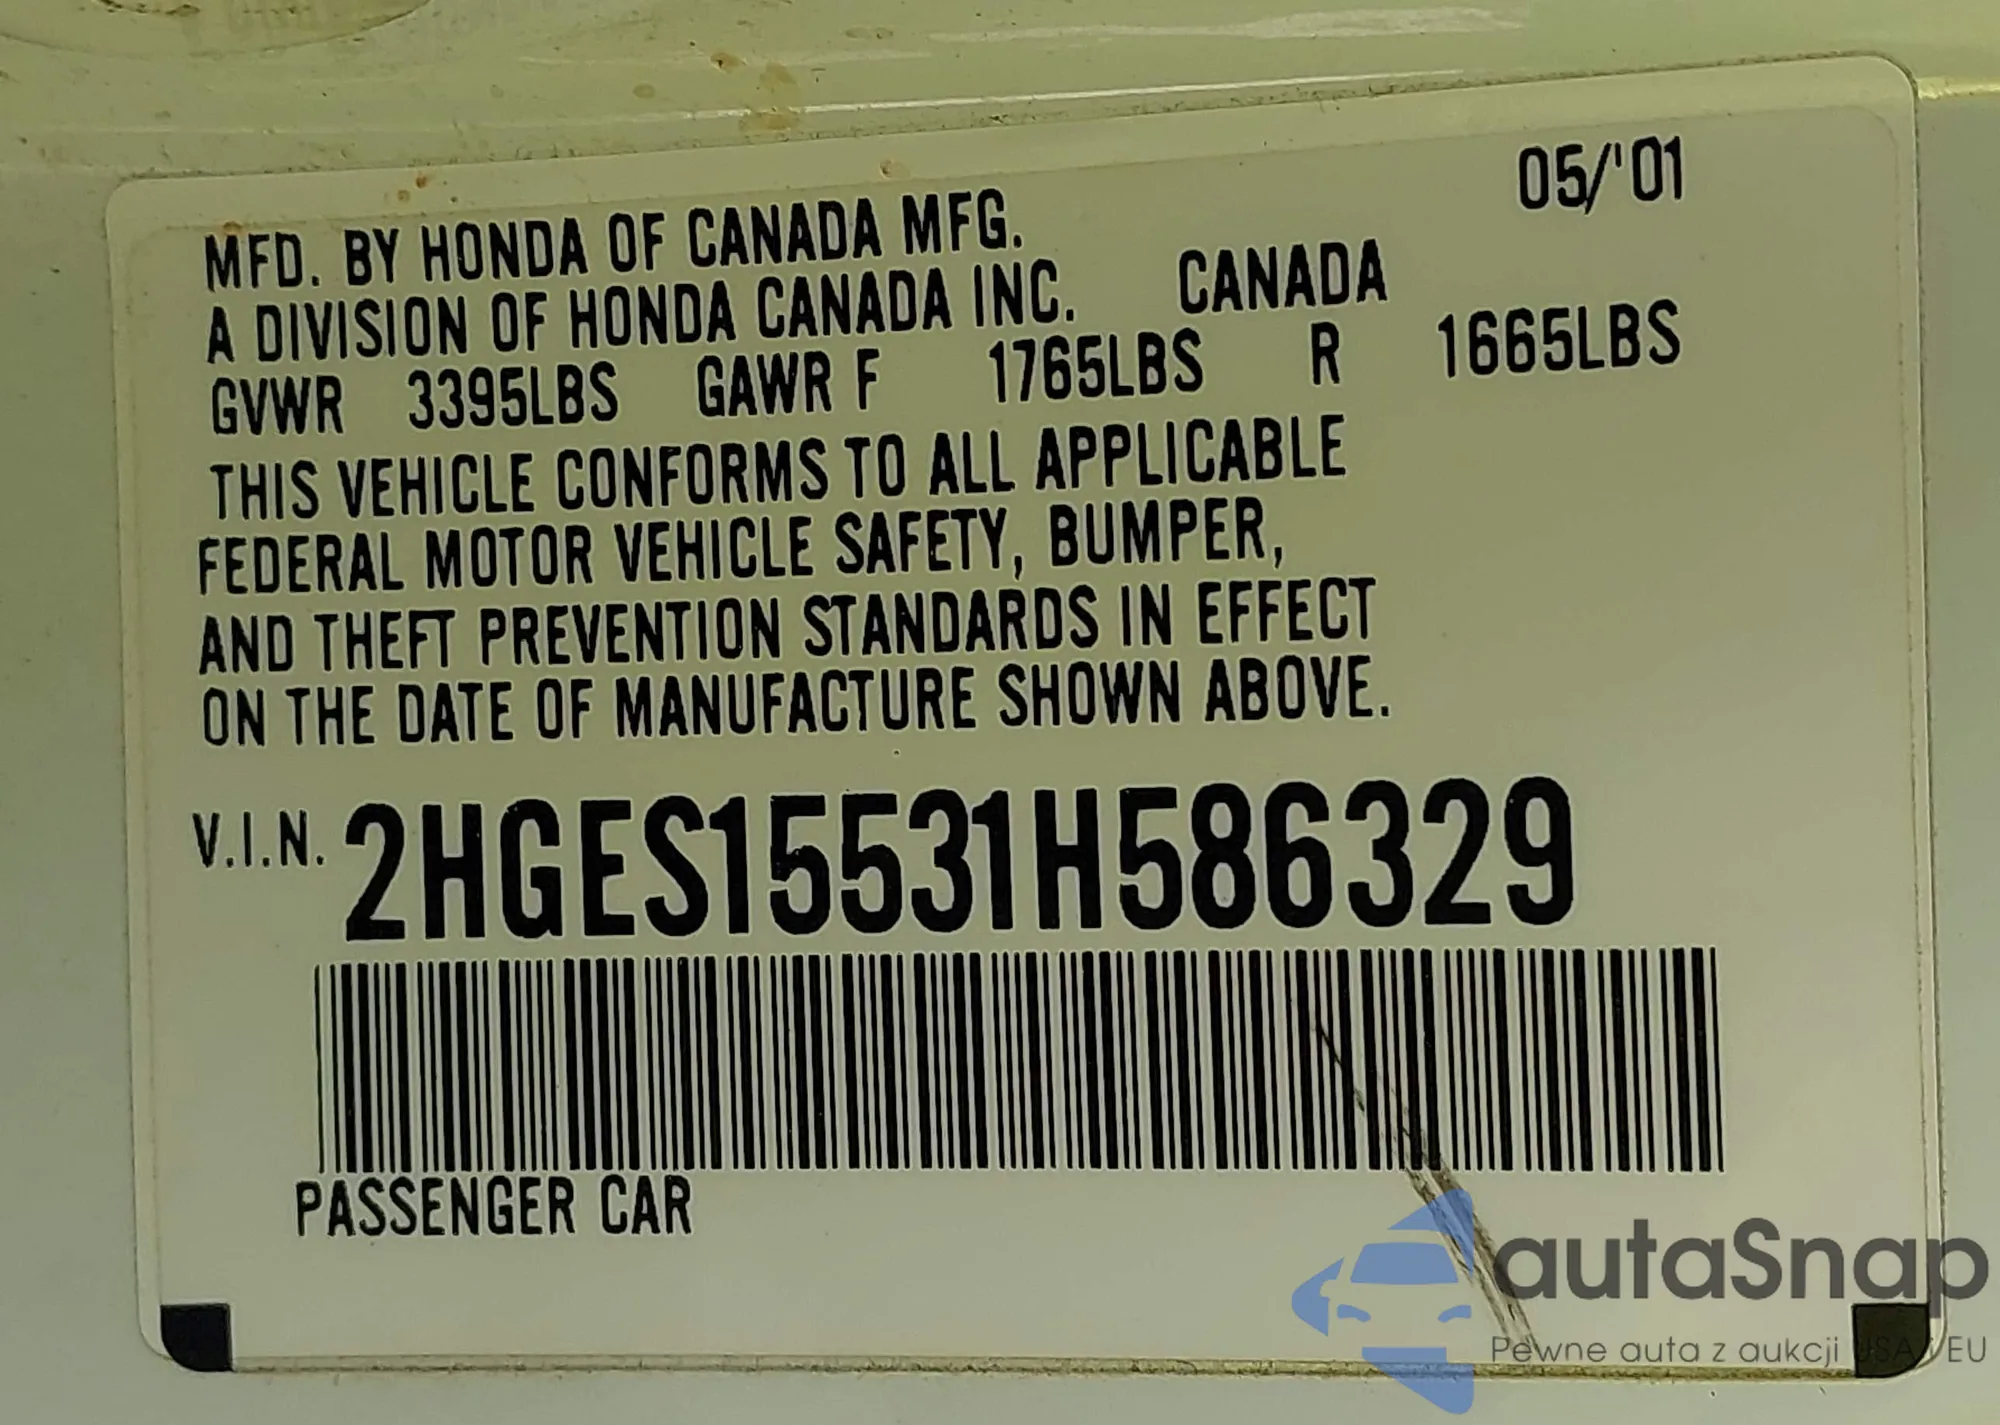 05/'01
MFD. BY HONDA OF CANADA MFG.
A DIVISION OF HONDA CANADA INC. CANADA
GVWR 3395LBS GAWR F 1765LBS R 1665LBS
THIS VEHICLE CONFORMS TO ALL APPLICABLE
FEDERAL MOTOR VEHICLE SAFETY, BUMPER,
AND THEFT PREVENTION STANDARDS IN EFFECT
ON THE DATE OF MANUFACTURE SHOWN ABOVE.
V.I.N. 2HGES15531H586329
PASSENGER CAR
autaSnap
Pewne auta z aukcji USA i EU